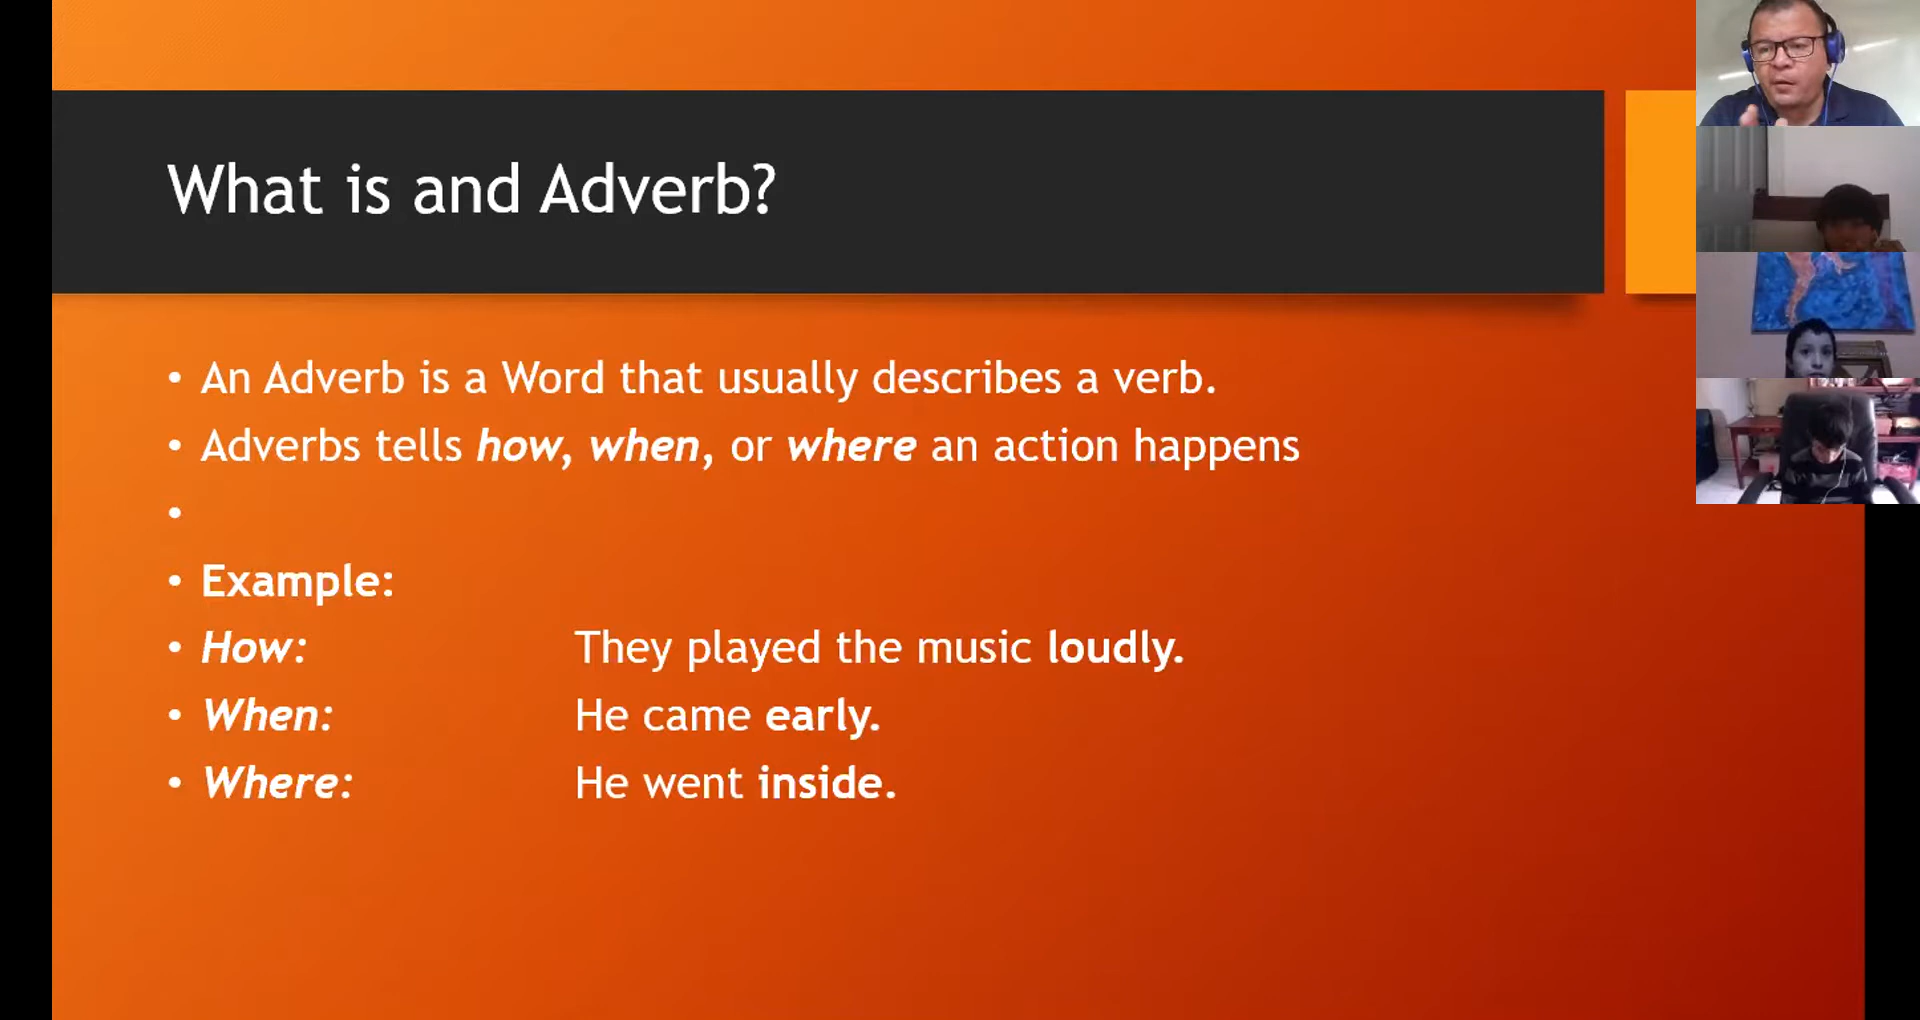 What is and Adverb?
• An Adverb is a Word that usually describes a verb.
• Adverbs tells how, when, or where an action happens
•
• Example:
• How: They played the music loudly.
• When: He came early.
• Where: He went inside.